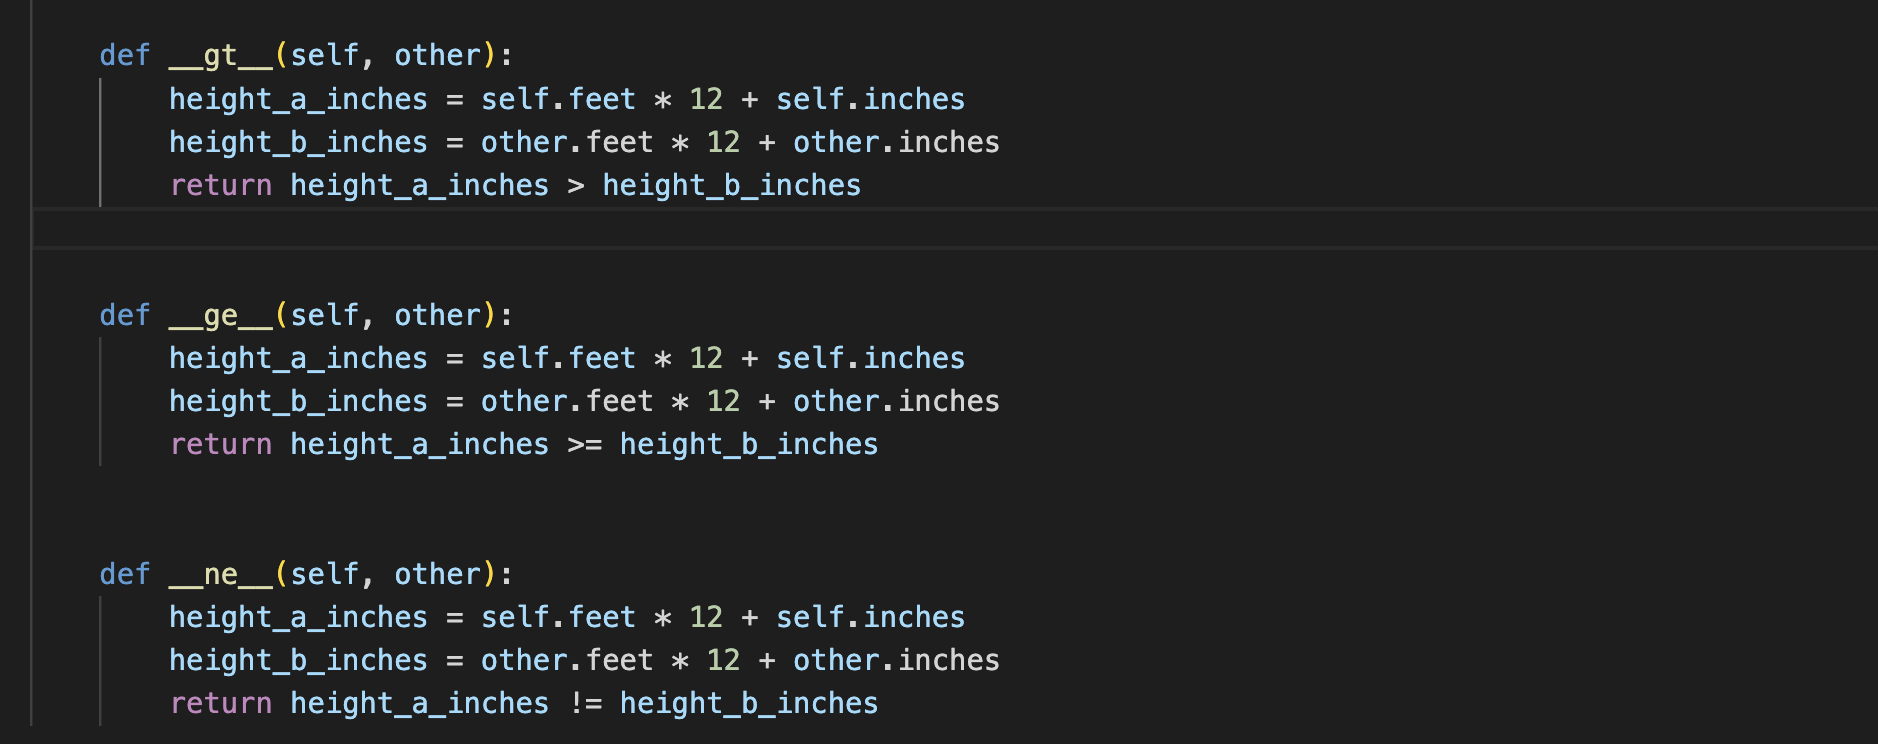 def __gt__(self, other):
height_a_inches = self.feet * 12 + self.inches
height_b_inches = other.feet * 12 + other.inches
return height_a_inches > height_b_inches
def __ge__(self, other):
height_a_inches = self.feet * 12 + self.inches
height_b_inches = other.feet * 12 + other.inches
return height_a_inches >= height_b_inches
def __ne__(self, other):
height_a_inches = self.feet * 12 + self.inches
height_b_inches = other.feet * 12 + other.inches
return height_a_inches != height_b_inches